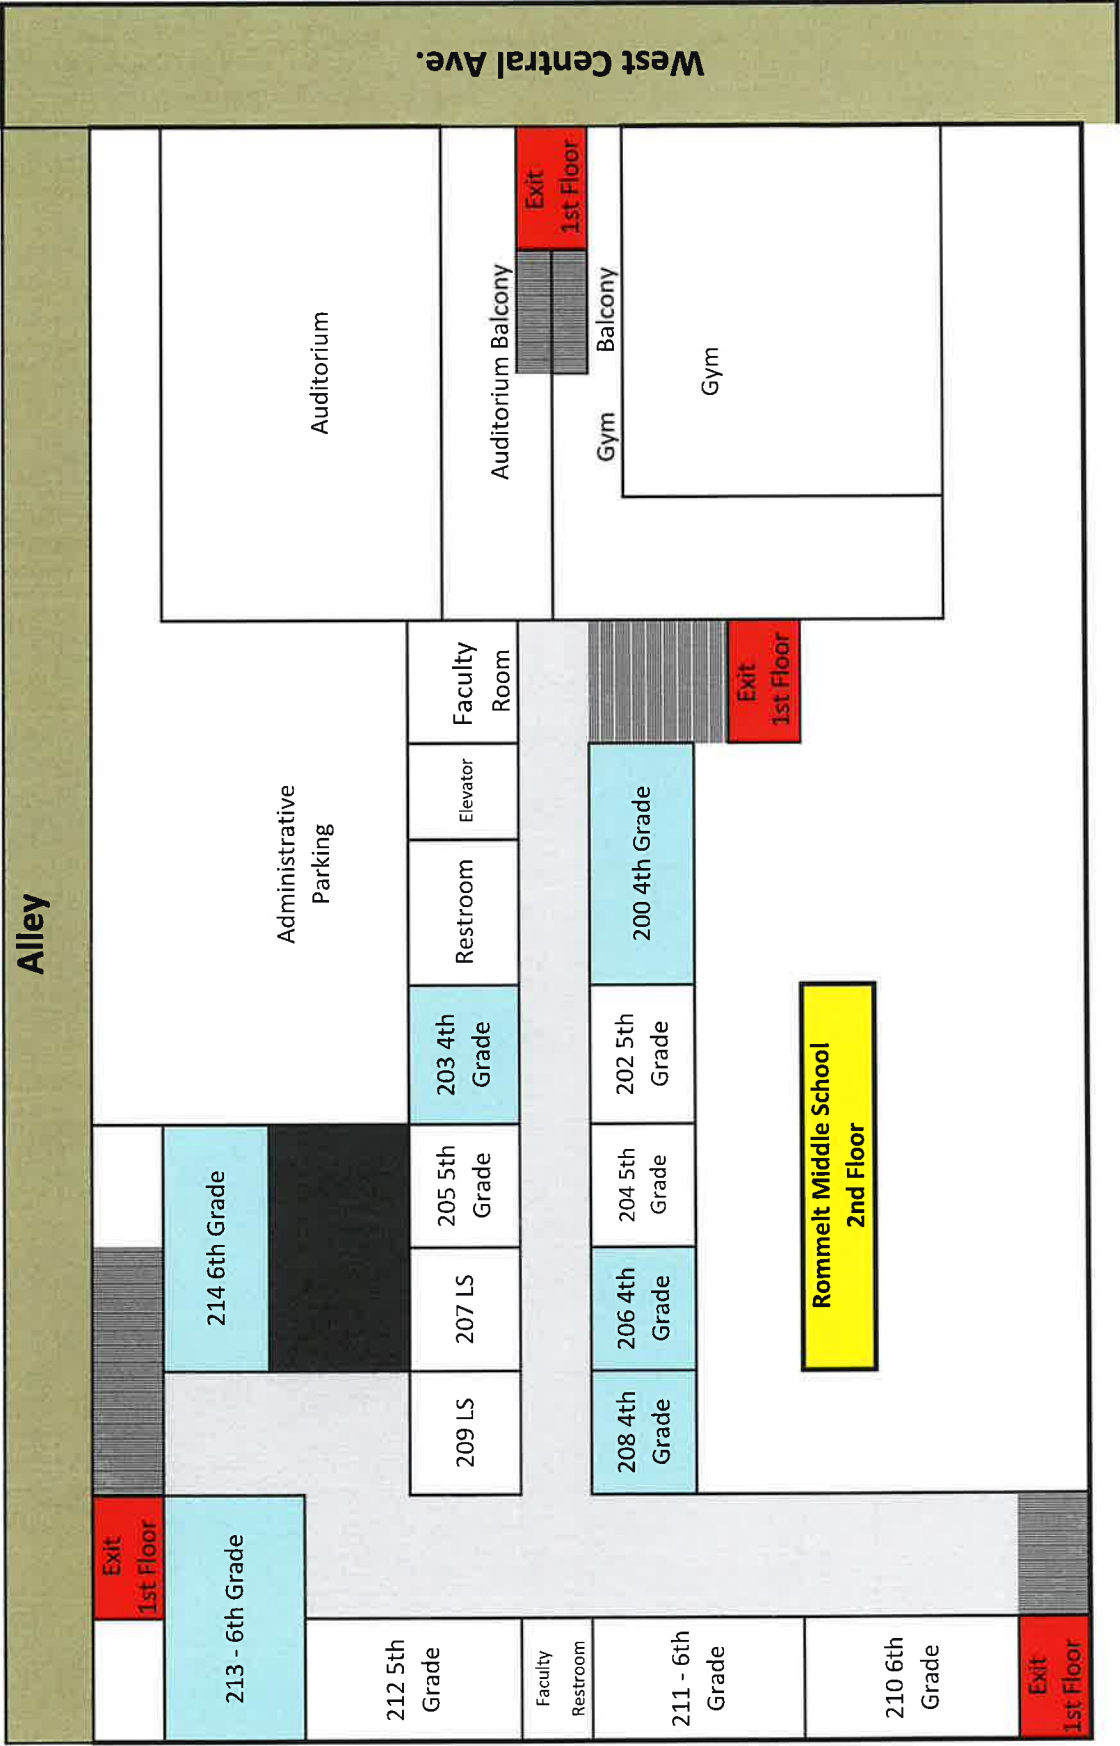 West Central Ave.
Alley
Auditorium
Auditorium Balcony
Exit
1st Floor
Gym Balcony
Gym
Administrative
Parking
Faculty
Room
Elevator
Restroom
203 4th
Grade
205 5th
Grade
207 LS
209 LS
Exit
1st Floor
200 4th Grade
202 5th
Grade
204 5th
Grade
206 4th
Grade
208 4th
Grade
214 6th Grade
Exit
1st Floor
213 - 6th Grade
212 5th
Grade
Faculty
Restroom
211 - 6th
Grade
210 6th
Grade
Exit
1st Floor
Rommelt Middle School
2nd Floor